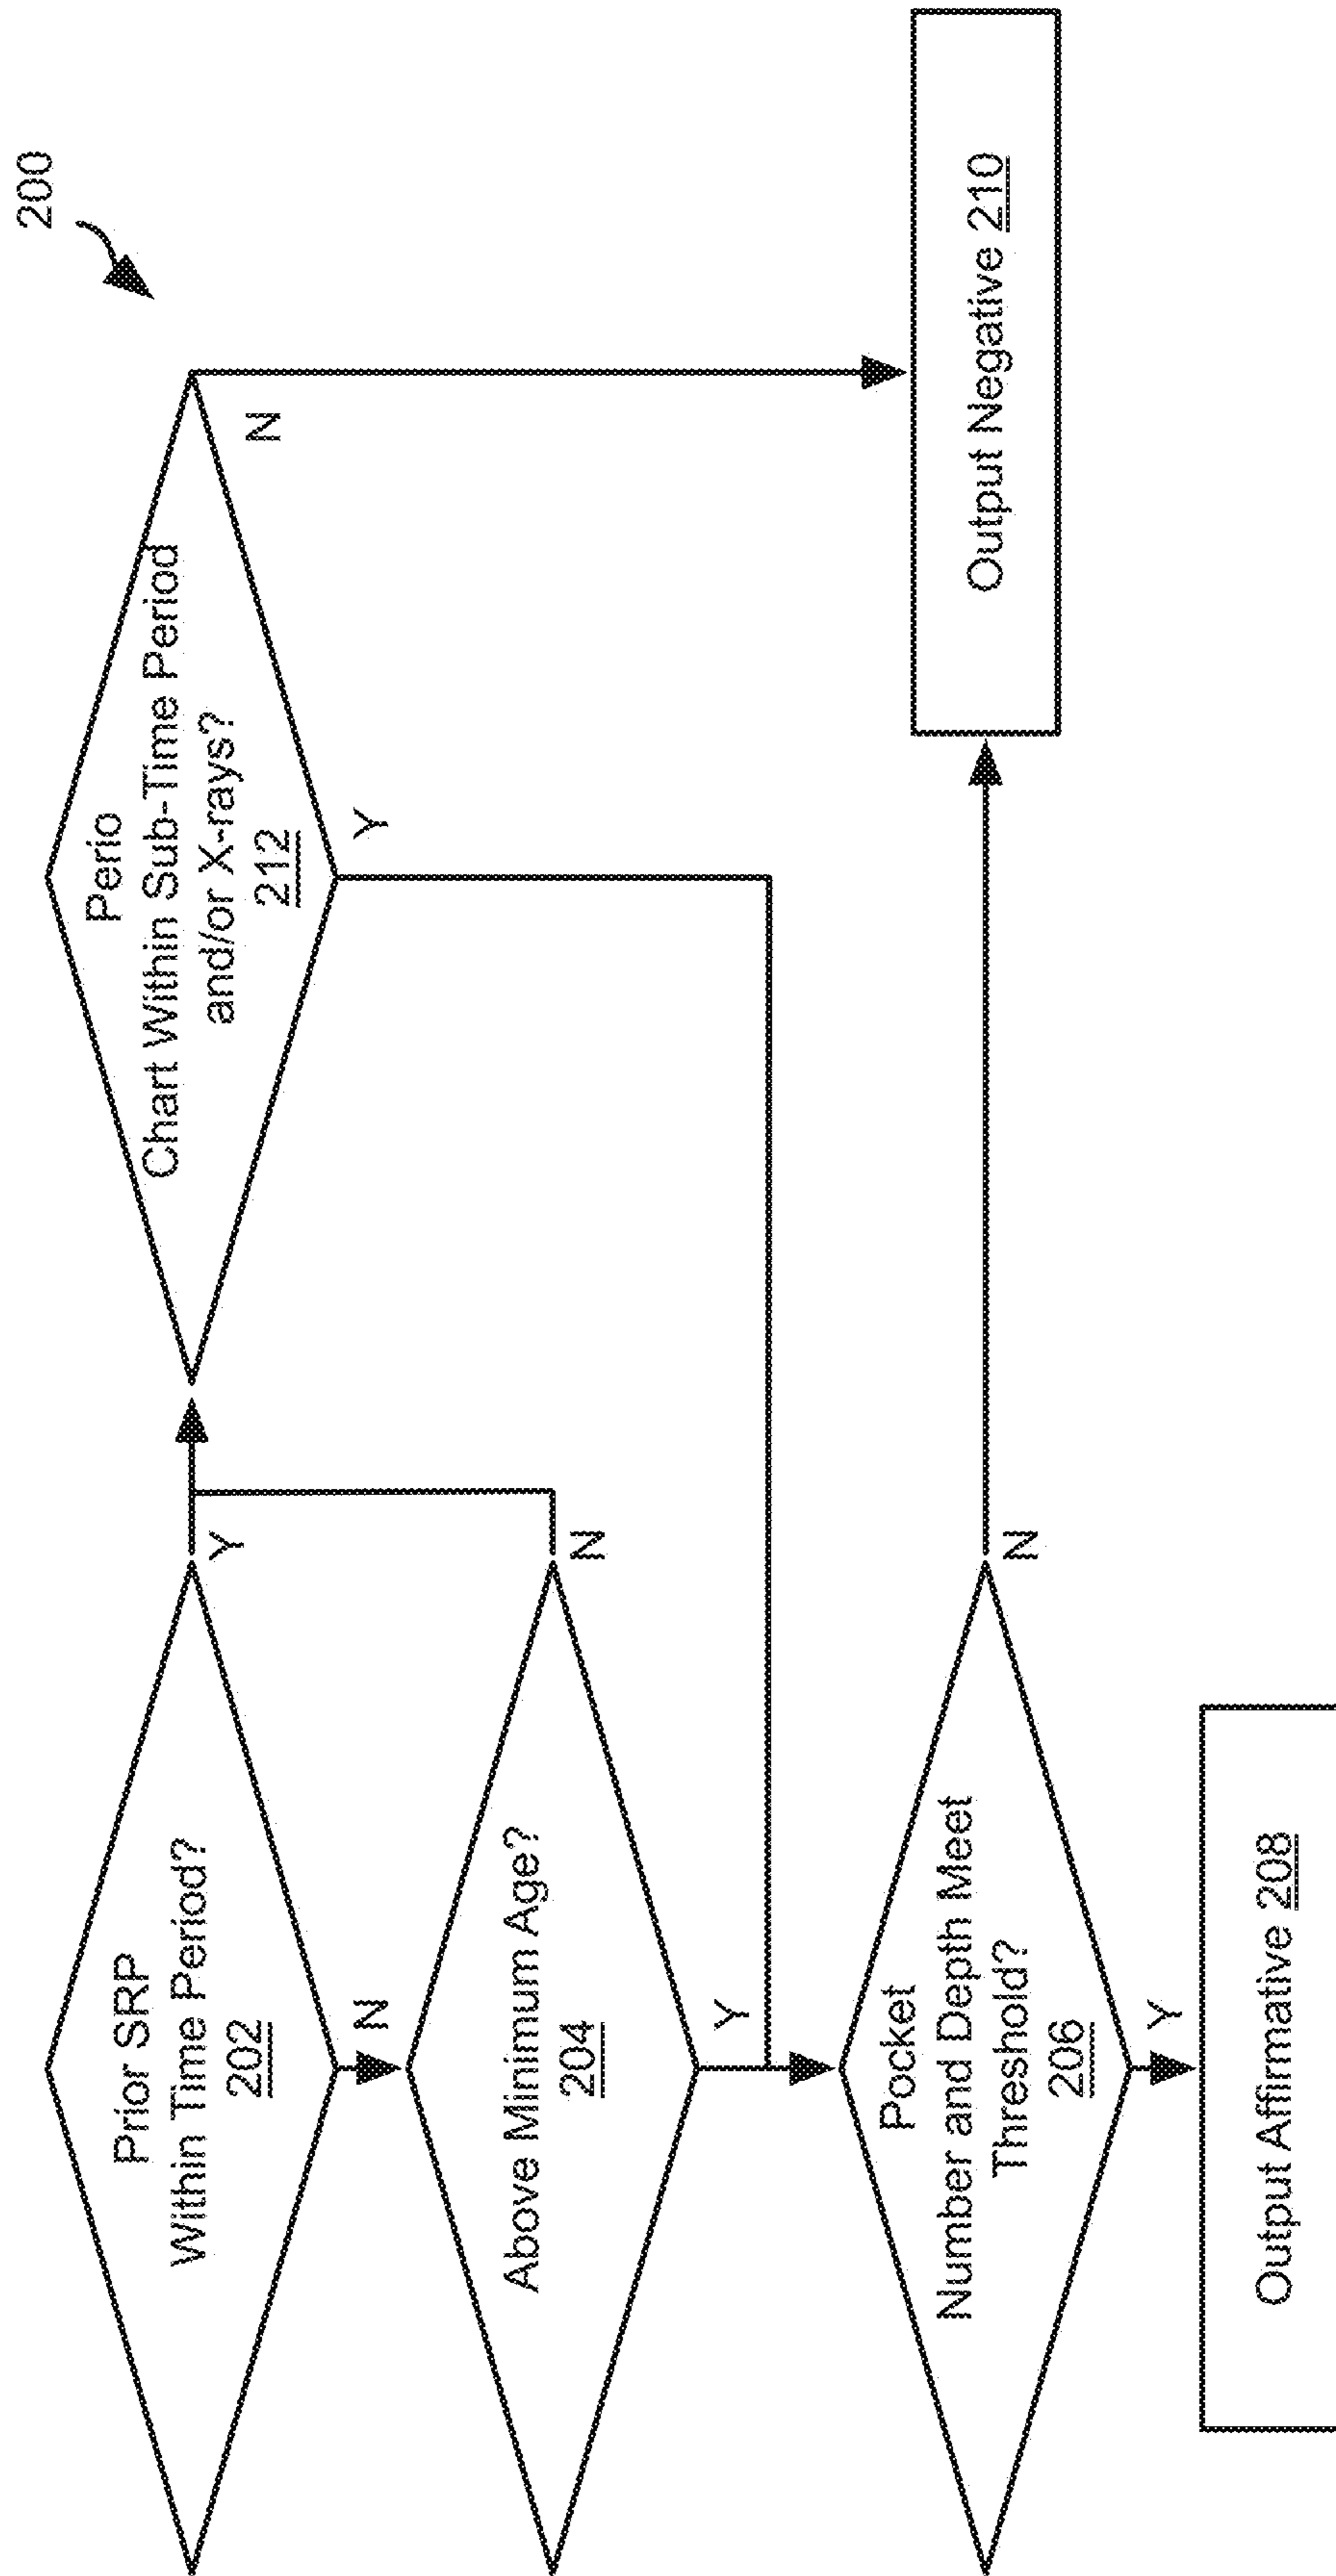 200
Prior SRP
Within Time Period?
202
Y
N
Perio
Chart Within Sub-Time Period
and/or X-rays?
212
N
Y
Above Minimum Age?
204
N
Y
Pocket
Number and Depth Meet
Threshold?
206
N
Y
Output Negative 210
Output Affirmative 208